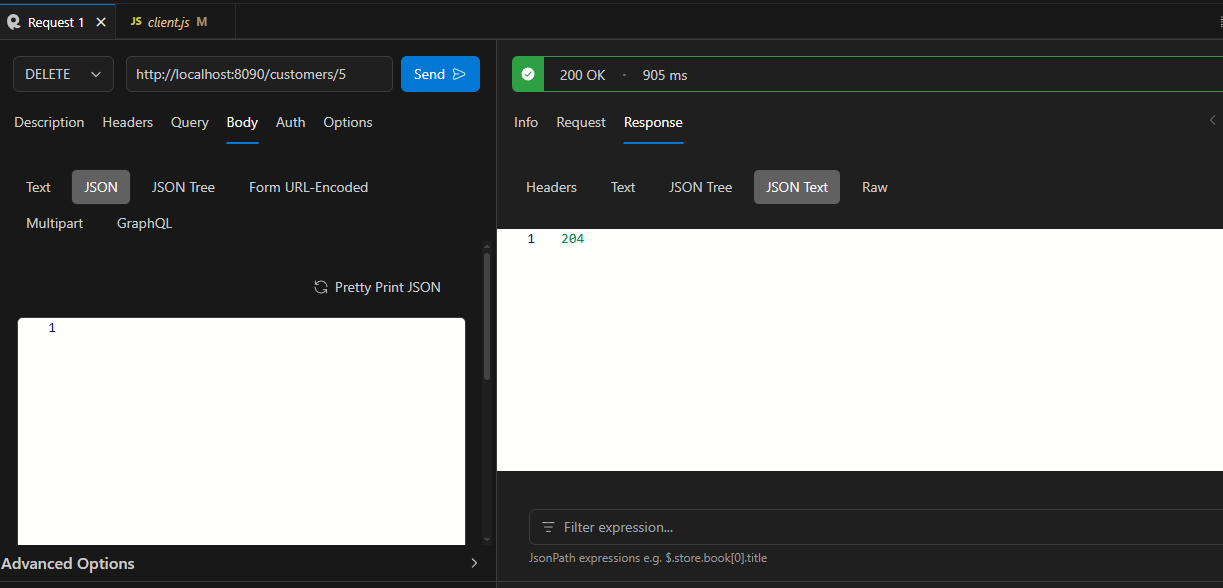 Request 1
JS client.js M
DELETE http://localhost:8090/customers/5 Send
Description Headers Query Body Auth Options
Text JSON JSON Tree Form URL-Encoded
Multipart GraphQL
Pretty Print JSON
1
Advanced Options
200 OK · 905 ms
Info Request Response
Headers Text JSON Tree JSON Text Raw
1 204
Filter expression...
JsonPath expressions e.g. $.store.book[0].title